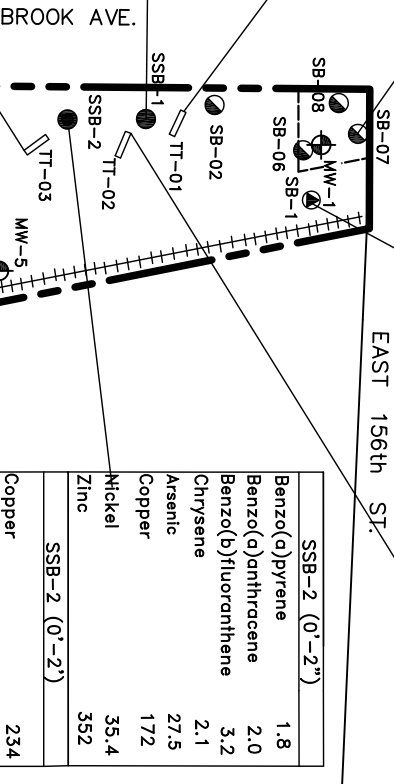 BROOK AVE.
SSB-1
SSB-2
TT-01
TT-02
TT-03
SB-02
SB-08
SB-07
SB-06
MW-1
SB-1
MW-5
EAST 156th ST.
SSB-2 (0'-2")
Benzo(a)pyrene 1.8
Benzo(a)anthracene 2.0
Benzo(b)fluoranthene 3.2
Chrysene 2.1
Arsenic 27.5
Copper 172
Nickel 35.4
Zinc 352
SSB-2 (0'-2')
Copper 234